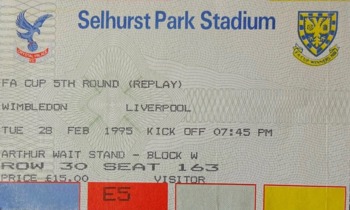 Selhurst Park Stadium
FA CUP 5TH ROUND (REPLAY)
WIMBLEDON LIVERPOOL
TUE 28 FEB 1995 KICK OFF 07:45 PM
ARTHUR WAIT STAND - BLOCK W
ROW 30 SEAT 163
PRICE £15.00 VISITOR
E5